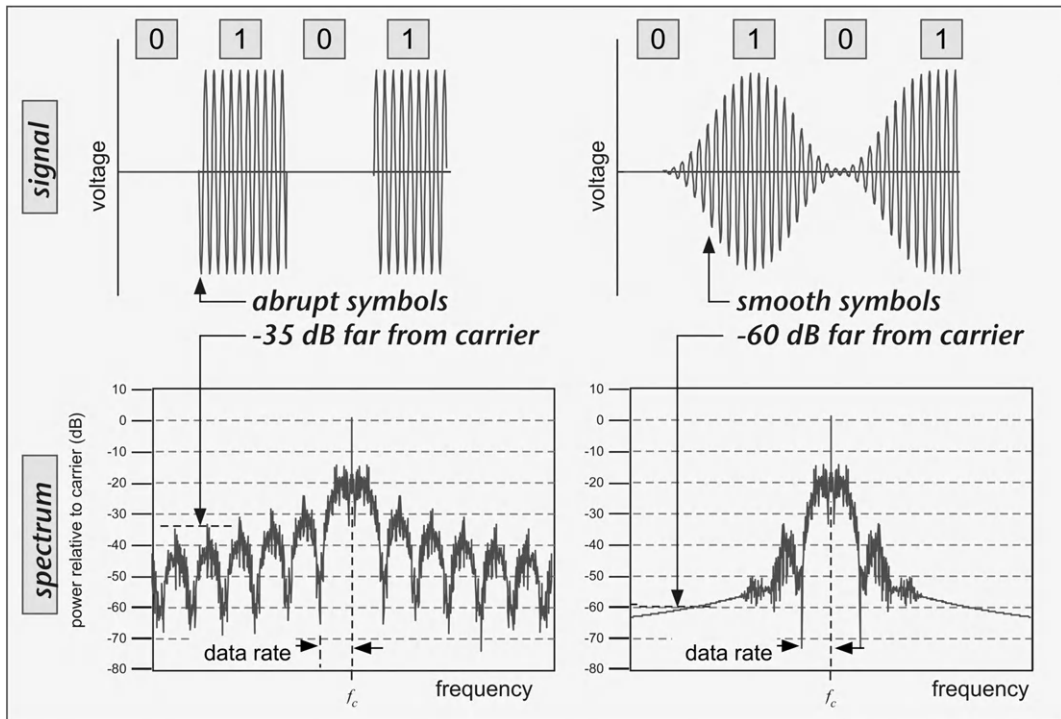 0 1 0 1
0 1 0 1
signal
voltage
voltage
abrupt symbols
-35 dB far from carrier
smooth symbols
-60 dB far from carrier
spectrum
power relative to carrier (dB)
10
0
-10
-20
-30
-40
-50
-60
-70
-80
data rate
fc
frequency
10
0
-10
-20
-30
-40
-50
-60
-70
-80
data rate
fc
frequency